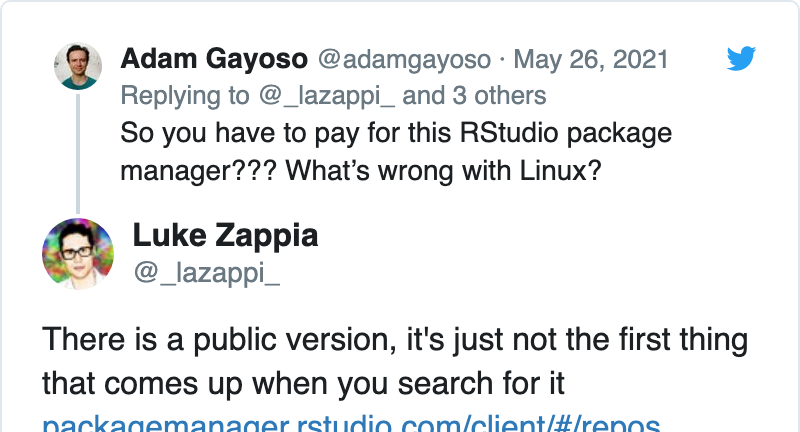 Adam Gayoso @adamgayoso · May 26, 2021
Replying to @_lazappi_ and 3 others
So you have to pay for this RStudio package
manager??? What’s wrong with Linux?
Luke Zappia
@_lazappi_
There is a public version, it's just not the first thing
that comes up when you search for it
packagemanager.rstudio.com/client/#/repos